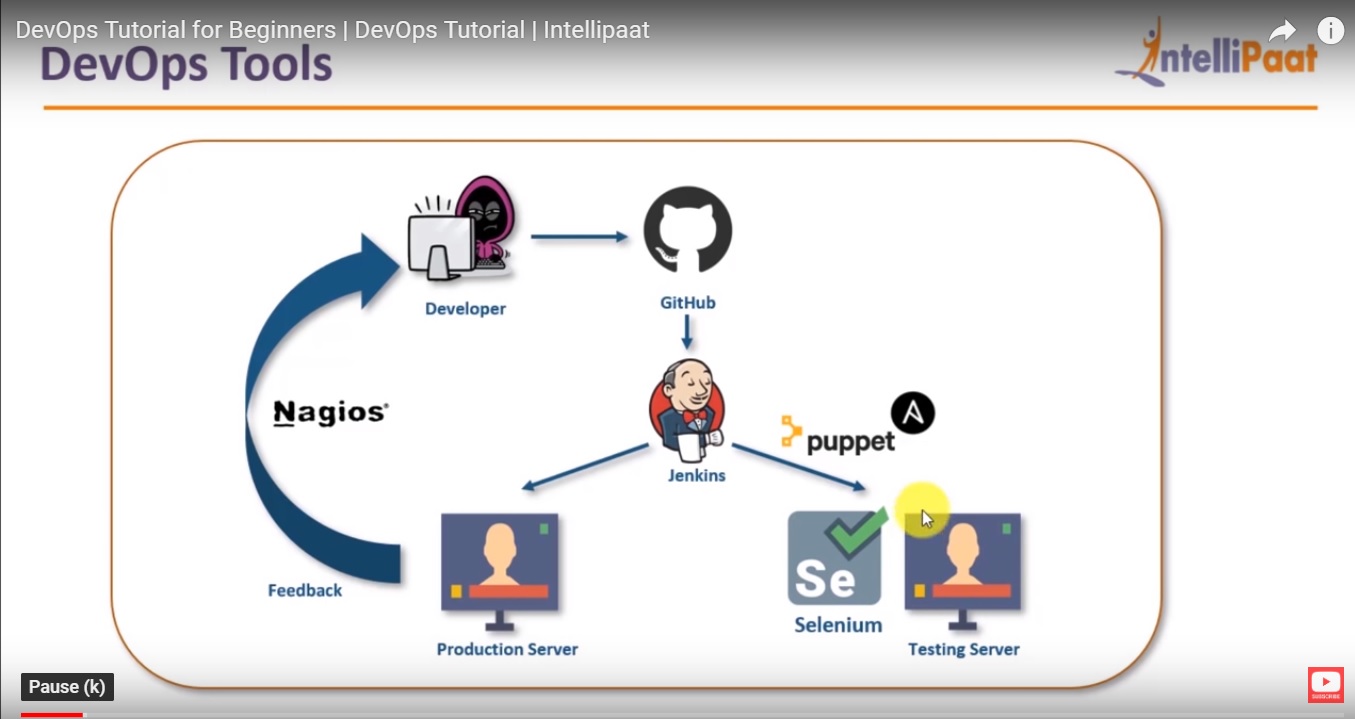 DevOps Tutorial for Beginners | DevOps Tutorial | Intellipaat
DevOps Tools
IntelliPaat
Developer
GitHub
Nagios®
Jenkins
puppet
Feedback
Production Server
Se
Selenium
Testing Server
Pause (k)
SUBSCRIBE